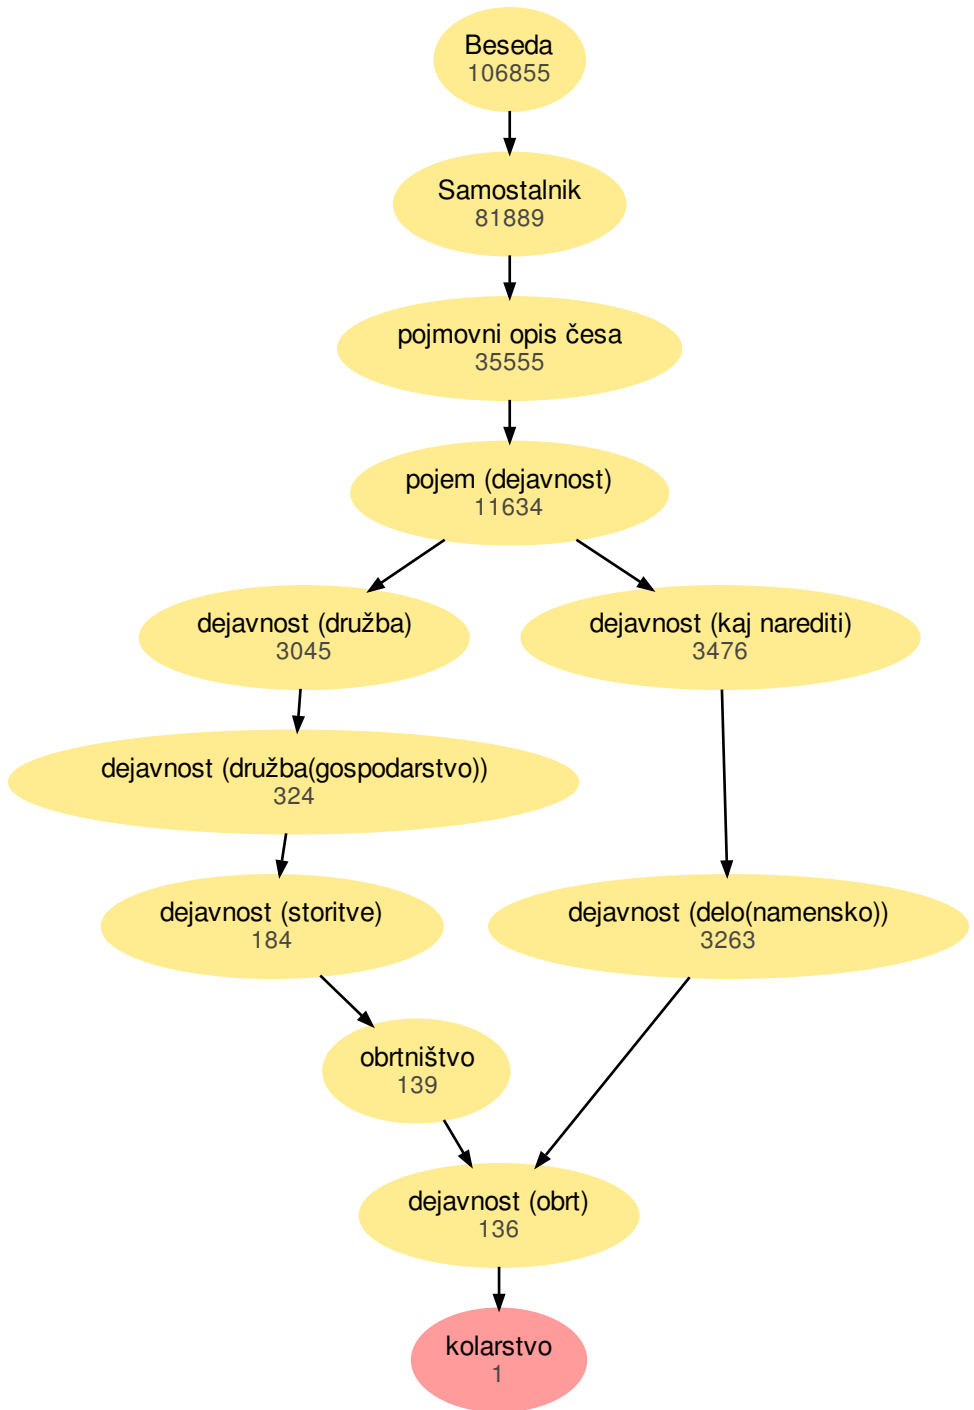 Beseda
106855
Samostalnik
81889
pojmovni opis česa
35555
pojem (dejavnost)
11634
dejavnost (družba)
3045
dejavnost (kaj narediti)
3476
dejavnost (družba(gospodarstvo))
324
dejavnost (storitve)
184
dejavnost (delo(namensko))
3263
obrtništvo
139
dejavnost (obrt)
136
kolarstvo
1